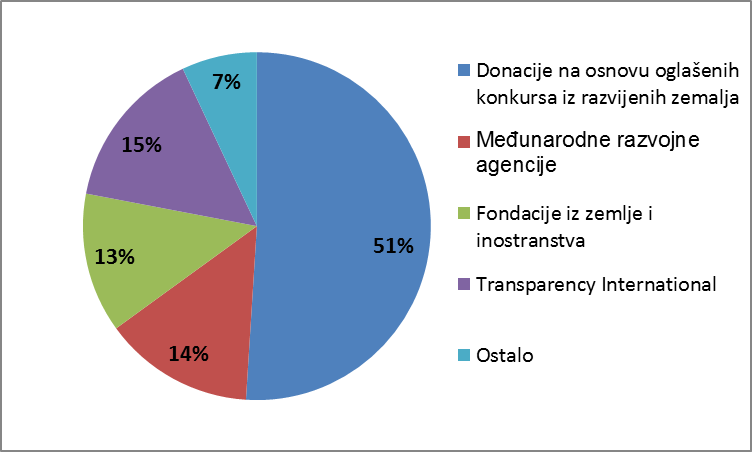 7%
15%
13%
14%
51%
Donacije na osnovu oglašenih
konkursa iz razvijenih zemalja
Međunarodne razvojne
agencije
Fondacije iz zemlje i
inostranstva
Transparency International
Ostalo